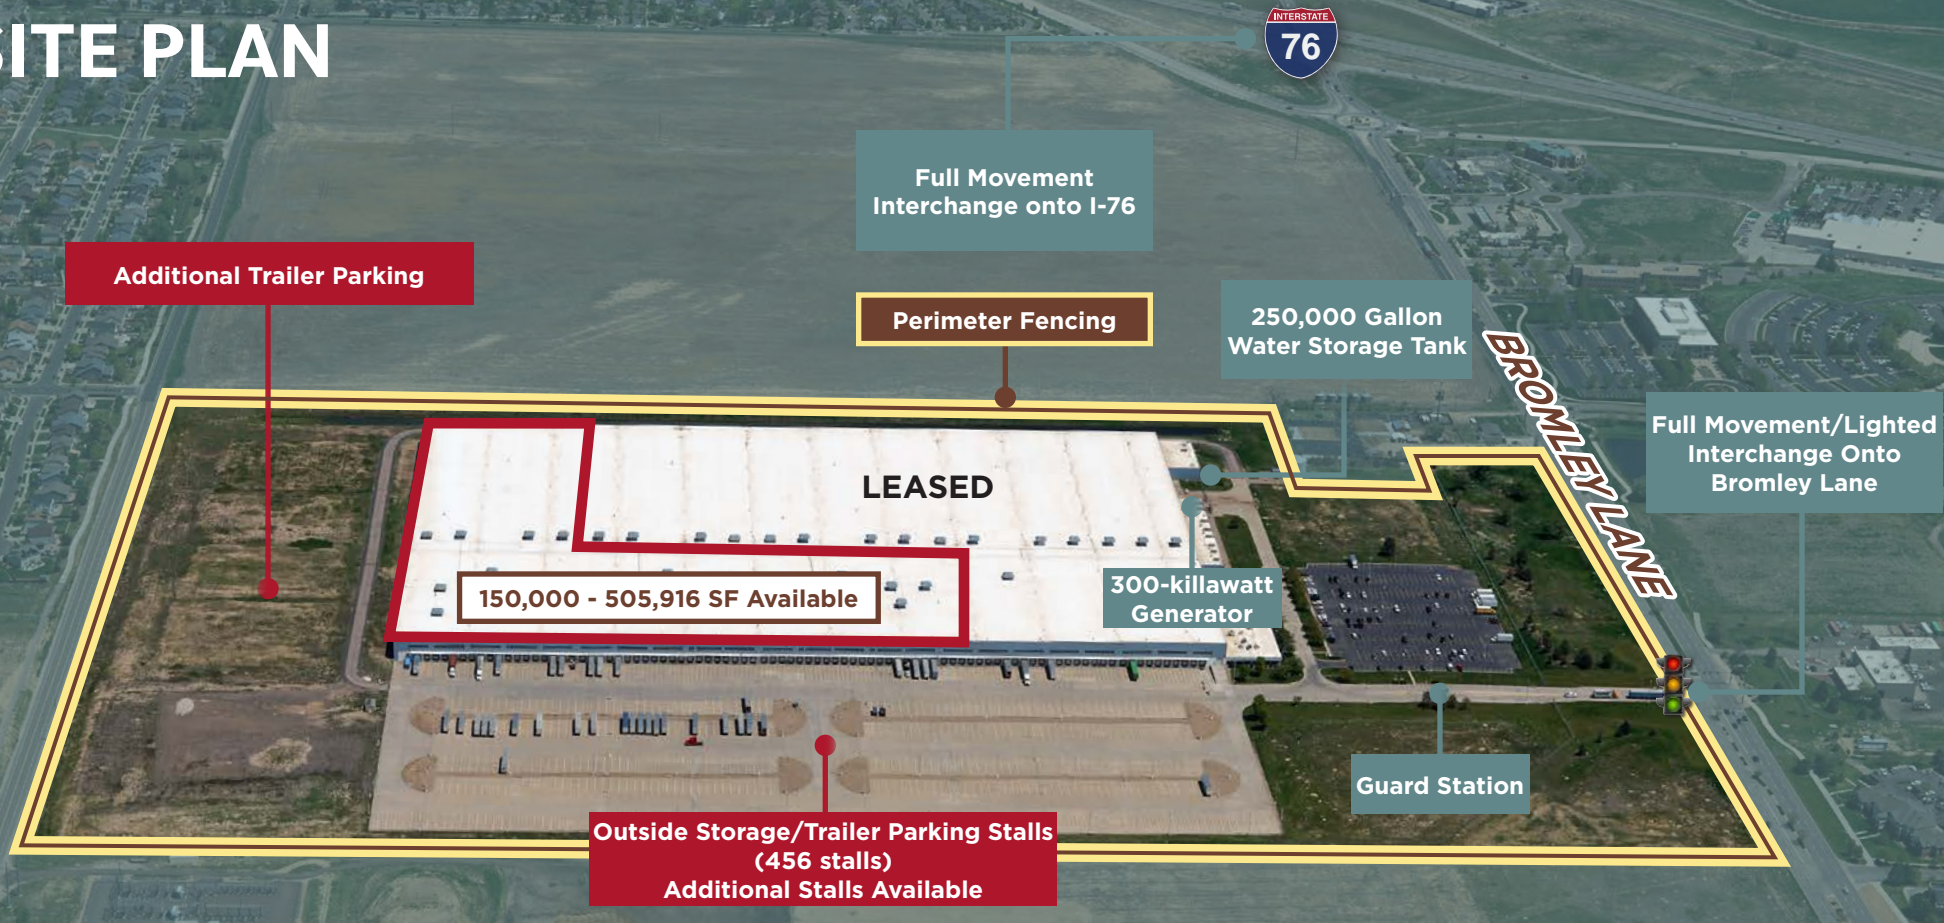 SITE PLAN
INTERSTATE
76
Full Movement
Interchange onto I-76
Additional Trailer Parking
Perimeter Fencing
250,000 Gallon
Water Storage Tank
BROMLEY LANE
Full Movement/Lighted
Interchange Onto
Bromley Lane
LEASED
150,000 - 505,916 SF Available
300-killawatt
Generator
Guard Station
Outside Storage/Trailer Parking Stalls
(456 stalls)
Additional Stalls Available